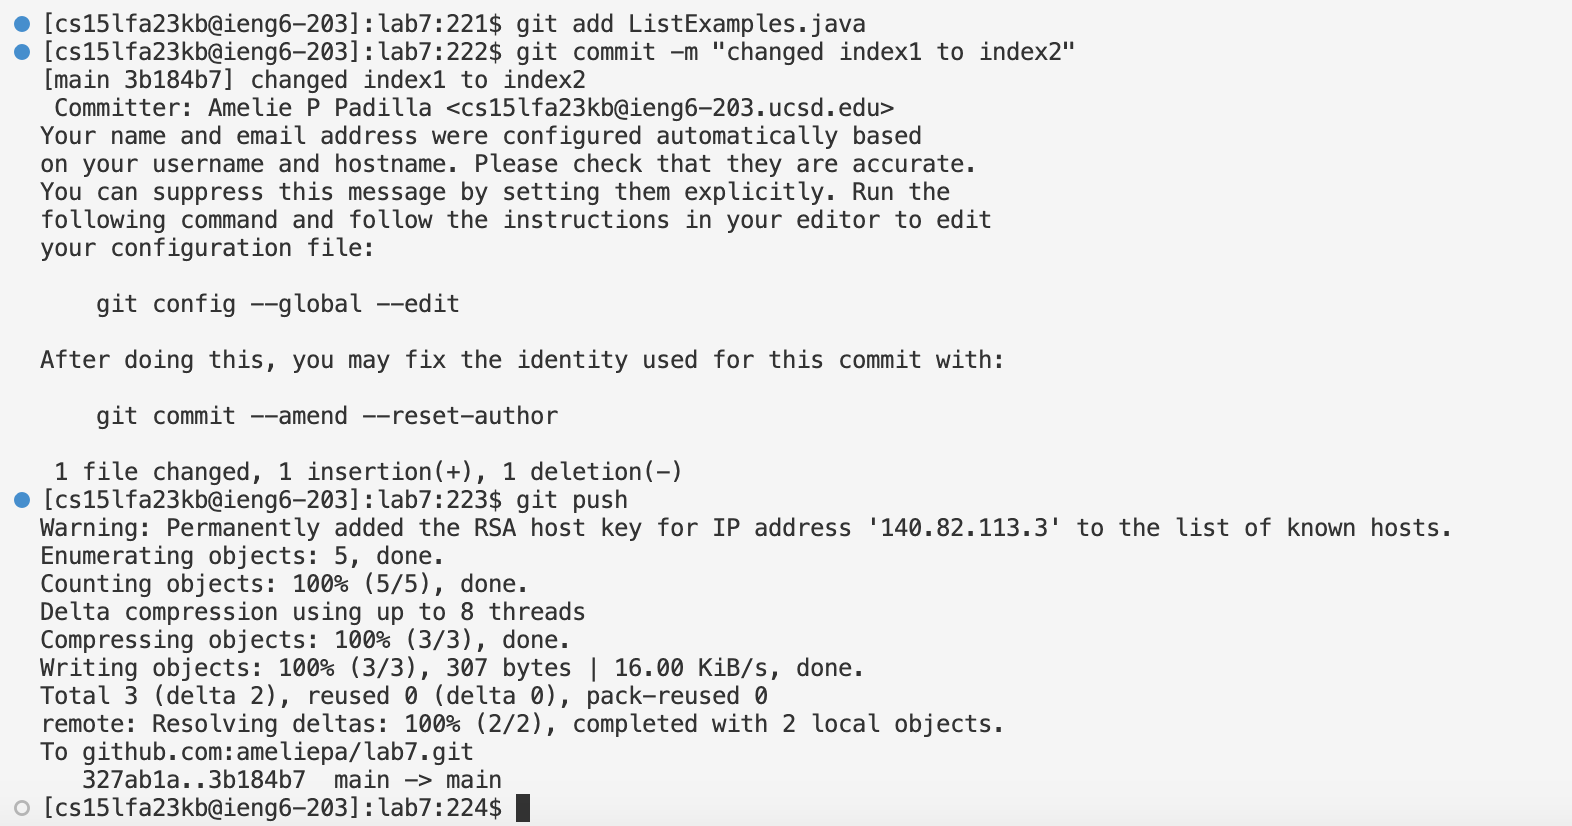 [cs15lfa23kb@ieng6-203]:lab7:221$ git add ListExamples.java
[cs15lfa23kb@ieng6-203]:lab7:222$ git commit -m "changed index1 to index2"
[main 3b184b7] changed index1 to index2
 Committer: Amelie P Padilla <cs15lfa23kb@ieng6-203.ucsd.edu>
Your name and email address were configured automatically based
on your username and hostname. Please check that they are accurate.
You can suppress this message by setting them explicitly. Run the
following command and follow the instructions in your editor to edit
your configuration file:

    git config --global --edit

After doing this, you may fix the identity used for this commit with:

    git commit --amend --reset-author

 1 file changed, 1 insertion(+), 1 deletion(-)
[cs15lfa23kb@ieng6-203]:lab7:223$ git push
Warning: Permanently added the RSA host key for IP address '140.82.113.3' to the list of known hosts.
Enumerating objects: 5, done.
Counting objects: 100% (5/5), done.
Delta compression using up to 8 threads
Compressing objects: 100% (3/3), done.
Writing objects: 100% (3/3), 307 bytes | 16.00 KiB/s, done.
Total 3 (delta 2), reused 0 (delta 0), pack-reused 0
remote: Resolving deltas: 100% (2/2), completed with 2 local objects.
To github.com:ameliepa/lab7.git
   327ab1a..3b184b7  main -> main
[cs15lfa23kb@ieng6-203]:lab7:224$